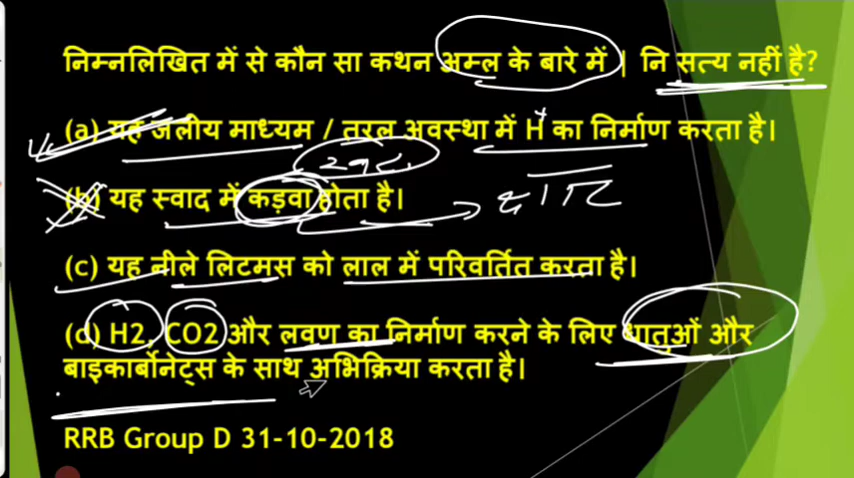 निम्नलिखित में से कौन सा कथन अम्ल के बारे में | नि सत्य नहीं है?
(a) यह जलीय माध्यम / तरल अवस्था में H+ का निर्माण करता है।
(b) यह स्वाद में कड़वा होता है।
(c) यह नीले लिटमस को लाल में परिवर्तित करता है।
(d) H2, CO2 और लवण का निर्माण करने के लिए धातुओं और
बाइकार्बोनेट्स के साथ अभिक्रिया करता है।
RRB Group D 31-10-2018